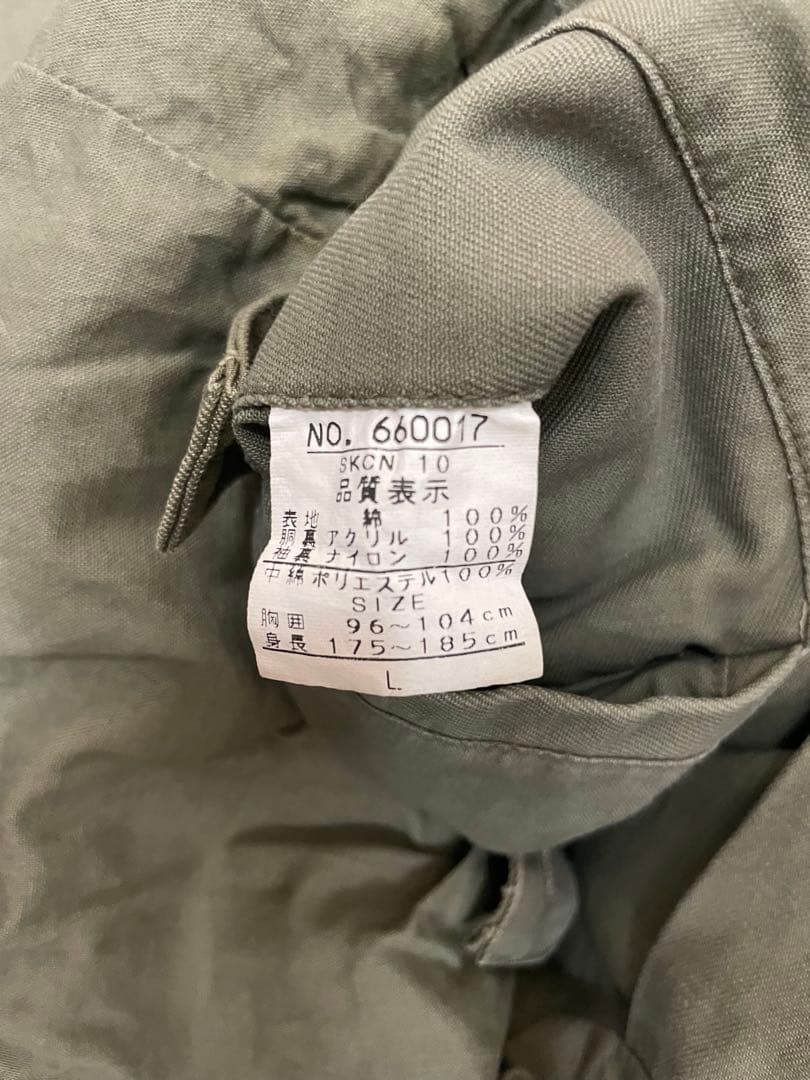 NO. 660017
SKCN 10
品質表示
表地 綿 100%
胴裏 アクリル 100%
袖裏 ナイロン 100%
中綿 ポリエステル 100%
SIZE
胸囲 96～104cm
身長 175～185cm
L.